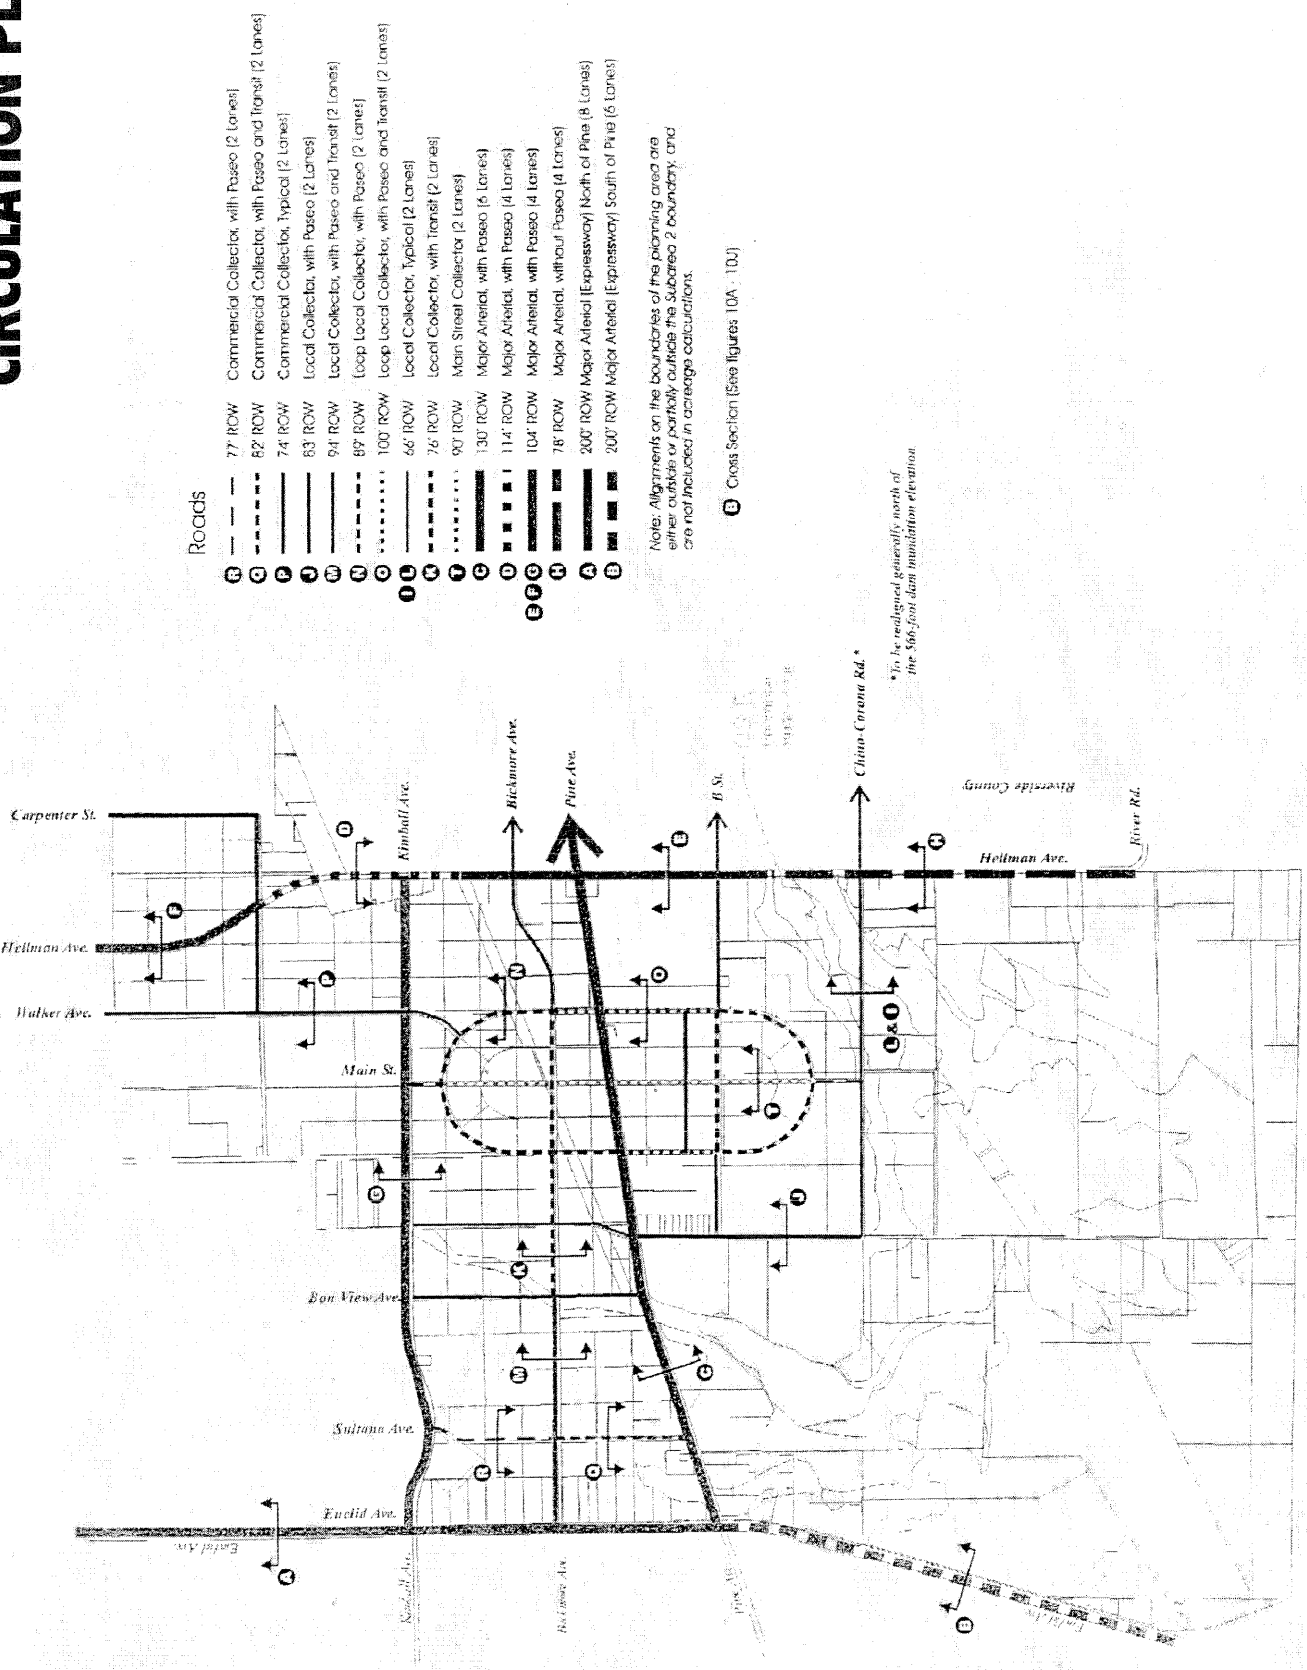 CIRCULATION
Roads
R 77' ROW Commercial Collector, with Paseo (2 Lanes)
Q 82' ROW Commercial Collector, with Paseo and Transit (2 Lanes)
P 74' ROW Commercial Collector, Typical (2 Lanes)
J 83' ROW Local Collector, with Paseo (2 Lanes)
94' ROW Local Collector, with Paseo and Transit (2 Lanes)
N 89' ROW Loop Local Collector, with Paseo (2 Lanes)
O 100' ROW Loop Local Collector, with Paseo and Transit (2 Lanes)
I L 66' ROW Local Collector, Typical (2 Lanes)
K 76' ROW Local Collector, with Transit (2 Lanes)
T 90' ROW Main Street Collector (2 Lanes)
C 130' ROW Major Arterial, with Paseo (6 Lanes)
D 114' ROW Major Arterial, with Paseo (4 Lanes)
E F G 104' ROW Major Arterial, with Paseo (4 Lanes)
H 78' ROW Major Arterial, without Paseo (4 Lanes)
A 200' ROW Major Arterial (Expressway) North of Pine (8 Lanes)
B 200' ROW Major Arterial (Expressway) South of Pine (6 Lanes)
Note: Alignments on the boundaries of the planning area are
either outside or partially outside the Subarea 2 boundary, and
are not included in acreage calculations.
Cross Section (See figures 10A - 10J)
*To be realigned generally north of
the 566-foot dam inundation elevation.
Carpenter St.
Hellman Ave.
Walker Ave.
Main St.
Bon View Ave.
Sultana Ave.
Euclid Ave.
Euclid Ave.
Kimball Ave.
Bickmore Ave.
Pine Ave.
B St.
China-Corona Rd.*
Riverside County
River Rd.
Hellman Ave.
Kimball Ave.
Bickmore Ave.
Pine Ave.
Euclid Ave.
F
D
P
N
O
E
H
L & I
T
J
C
K
G
R
Q
A
B